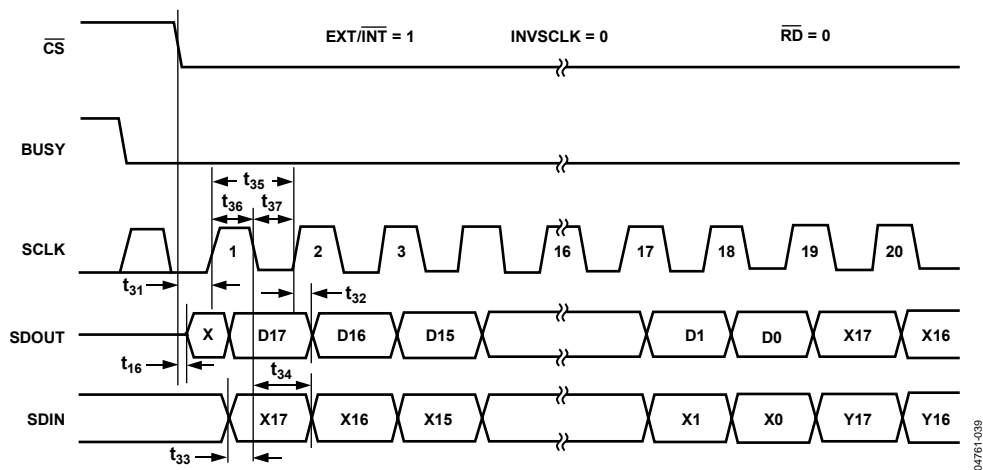 EXT/INT = 1 INVSCLK = 0 RD = 0
CS
BUSY
t35
t36 t37
SCLK 1 2 3 16 17 18 19 20
t31 t32
SDOUT X D17 D16 D15 D1 D0 X17 X16
t16 t34
SDIN X17 X16 X15 X1 X0 Y17 Y16
t33
04761-039